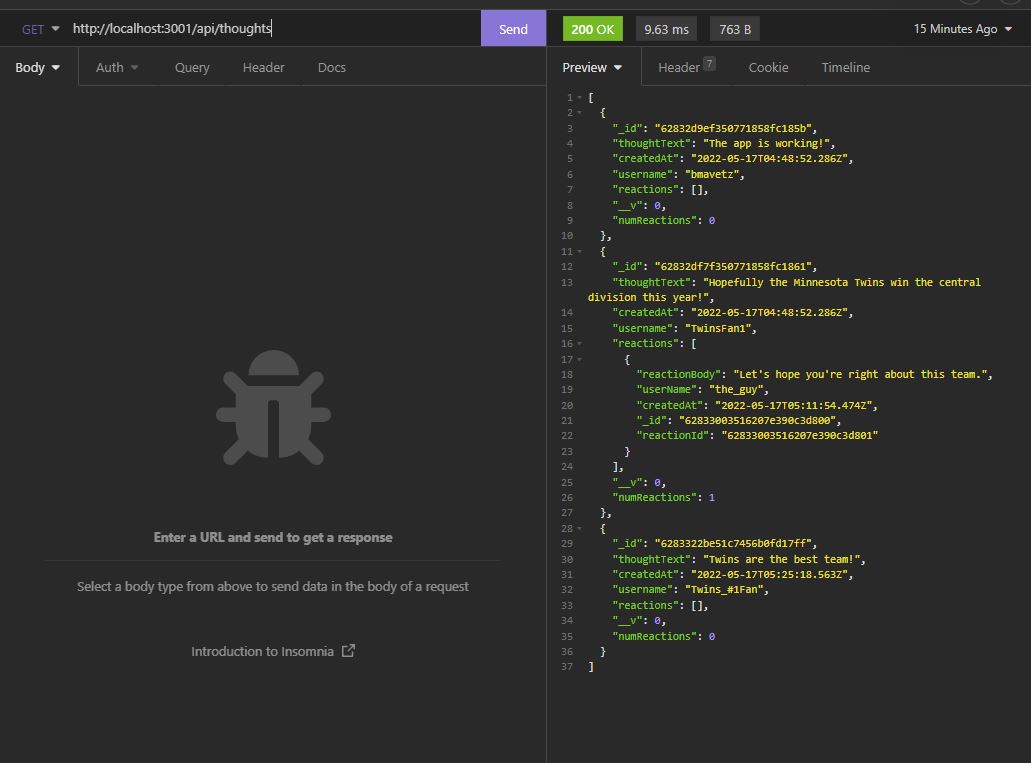 GET http://localhost:3001/api/thoughts Send 200 OK 9.63 ms 763 B 15 Minutes Ago
Body Auth Query Header Docs
Preview Header 7 Cookie Timeline
Enter a URL and send to get a response
Select a body type from above to send data in the body of a request
Introduction to Insomnia
1 [
2 {
3 "_id": "62832d9ef350771858fc185b",
4 "thoughtText": "The app is working!",
5 "createdAt": "2022-05-17T04:48:52.286Z",
6 "username": "bmavetz",
7 "reactions": [],
8 "__v": 0,
9 "numReactions": 0
10 },
11 {
12 "_id": "62832df7f350771858fc1861",
13 "thoughtText": "Hopefully the Minnesota Twins win the central
division this year!",
14 "createdAt": "2022-05-17T04:48:52.286Z",
15 "username": "TwinsFan1",
16 "reactions": [
17 {
18 "reactionBody": "Let's hope you're right about this team.",
19 "userName": "the_guy",
20 "createdAt": "2022-05-17T05:11:54.474Z",
21 "_id": "62833003516207e390c3d800",
22 "reactionId": "62833003516207e390c3d801"
23 }
24 ],
25 "__v": 0,
26 "numReactions": 1
27 },
28 {
29 "_id": "6283322be51c7456b0fd17ff",
30 "thoughtText": "Twins are the best team!",
31 "createdAt": "2022-05-17T05:25:18.563Z",
32 "username": "Twins_#1Fan",
33 "reactions": [],
34 "__v": 0,
35 "numReactions": 0
36 }
37 ]